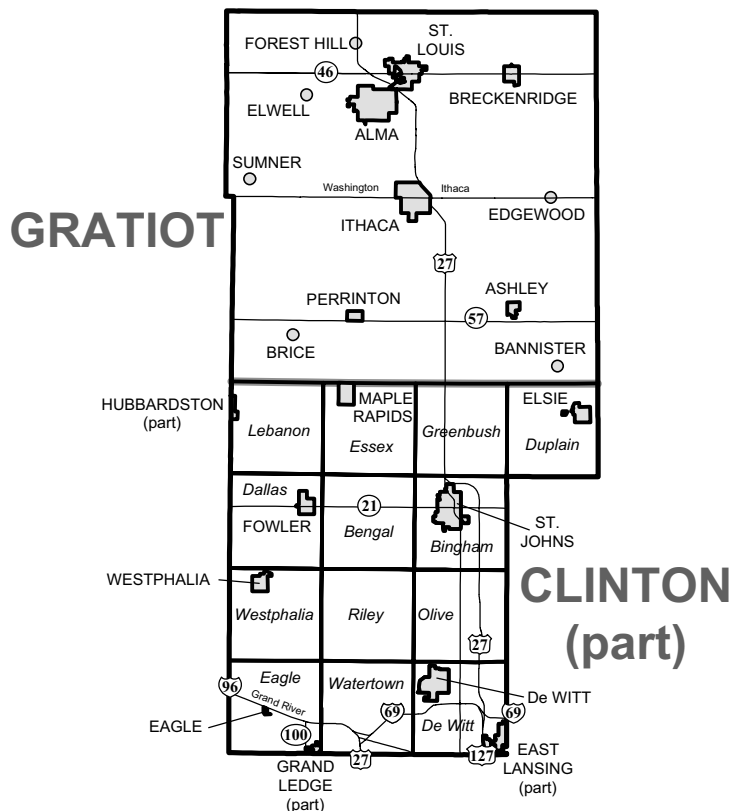 ST.
LOUIS
FOREST HILL
46
BRECKENRIDGE
ELWELL
ALMA
SUMNER
Washington Ithaca
EDGEWOOD
ITHACA
GRATIOT
27
ASHLEY
PERRINTON
57
BRICE
BANNISTER
HUBBARDSTON
(part)
MAPLE
RAPIDS
ELSIE
Lebanon
Essex
Greenbush
Duplain
Dallas
21
FOWLER
Bengal
Bingham
ST.
JOHNS
WESTPHALIA
CLINTON
(part)
Westphalia
Riley
Olive
27
Eagle
Watertown
96
Grand River
De WITT
69
69
EAGLE
De Witt
100
27
127
GRAND
LEDGE
(part)
EAST
LANSING
(part)